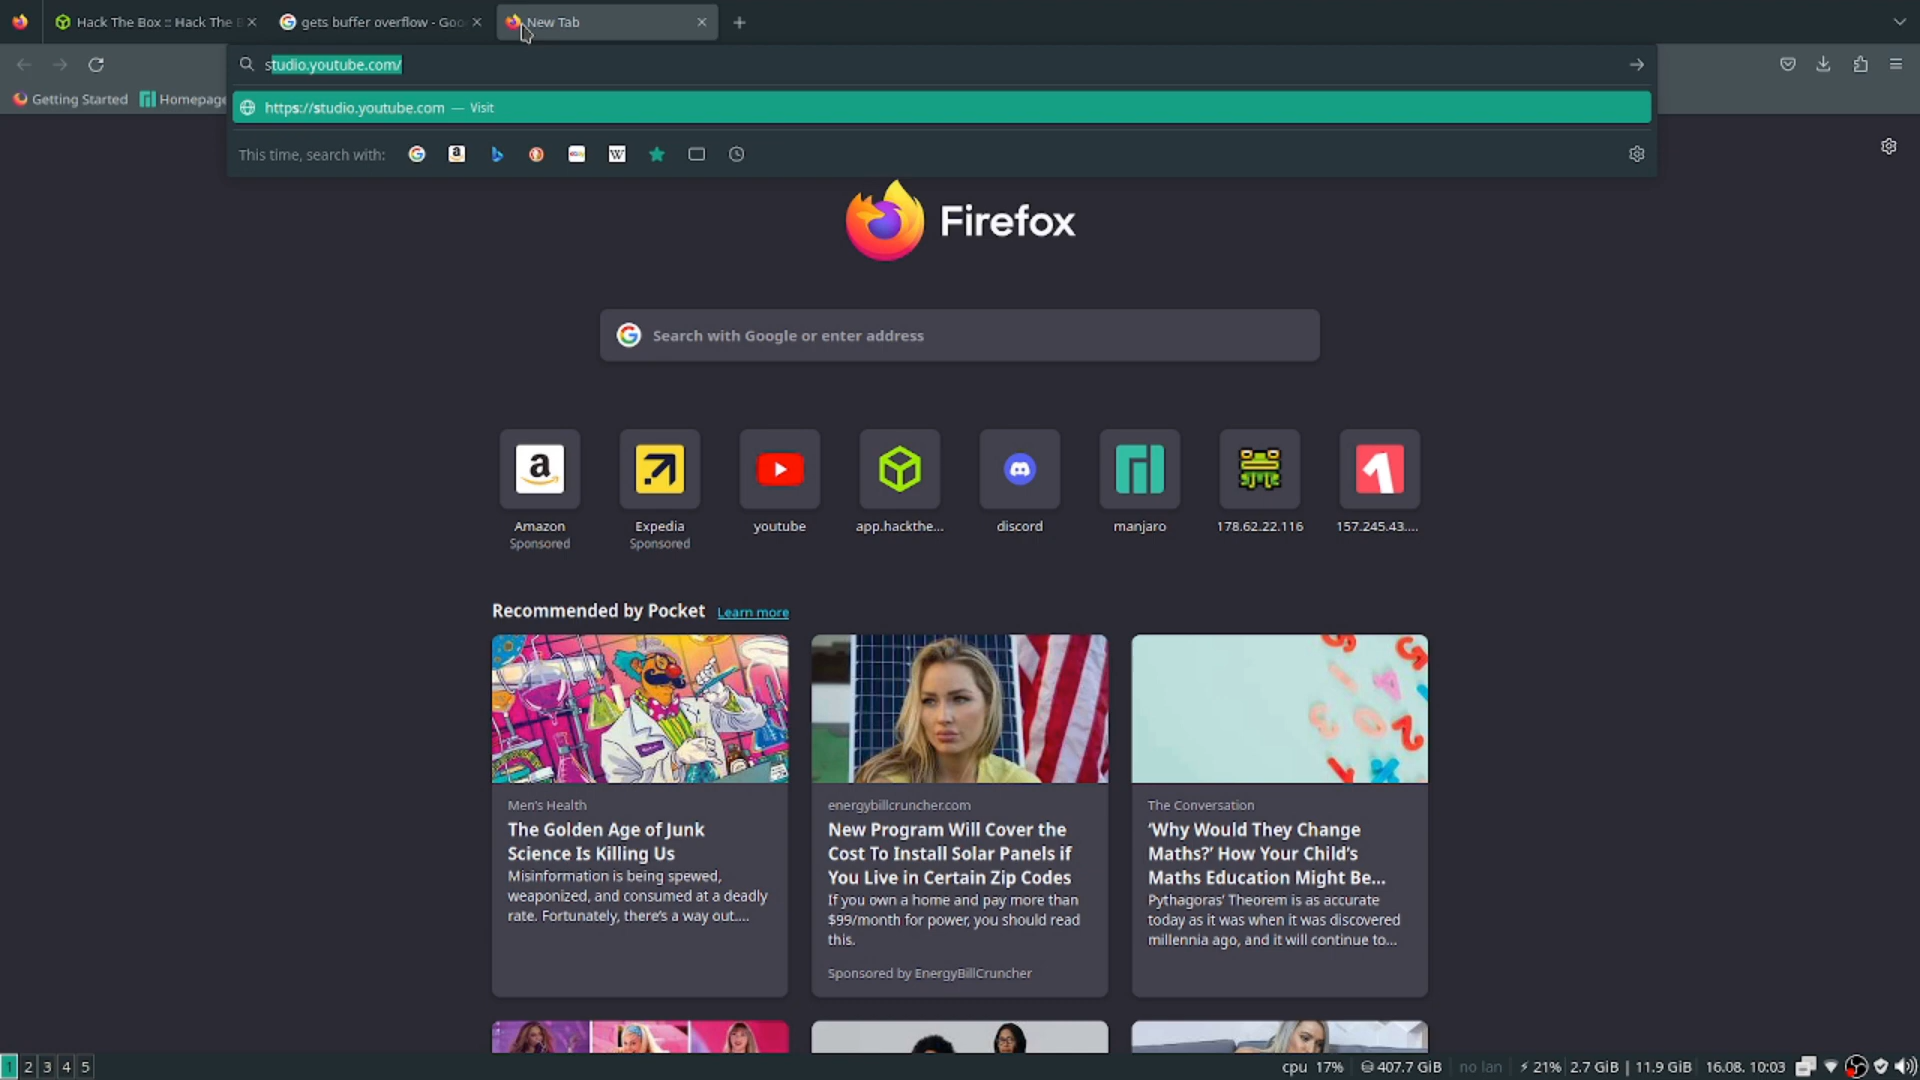 Hack The Box :: Hack The B
gets buffer overflow - Goo
New Tab
studio.youtube.com/
Getting Started
Homepage
https://studio.youtube.com — Visit
This time, search with:
Firefox
Search with Google or enter address
Amazon
Sponsored
Expedia
Sponsored
youtube
app.hackthe...
discord
manjaro
178.62.22.116
157.245.43....
Recommended by Pocket
Learn more
Men's Health
The Golden Age of Junk
Science Is Killing Us
Misinformation is being spewed,
weaponized, and consumed at a deadly
rate. Fortunately, there's a way out....
energybillcruncher.com
New Program Will Cover the
Cost To Install Solar Panels if
You Live in Certain Zip Codes
If you own a home and pay more than
$99/month for power, you should read
this.
Sponsored by EnergyBillCruncher
The Conversation
‘Why Would They Change
Maths?’ How Your Child’s
Maths Education Might Be...
Pythagoras’ Theorem is as accurate
today as it was when it was discovered
millennia ago, and it will continue to...
1 2 3 4 5
cpu 17% 407.7 GiB no lan ⚡ 21% 2.7 GiB | 11.9 GiB 16.08. 10:03